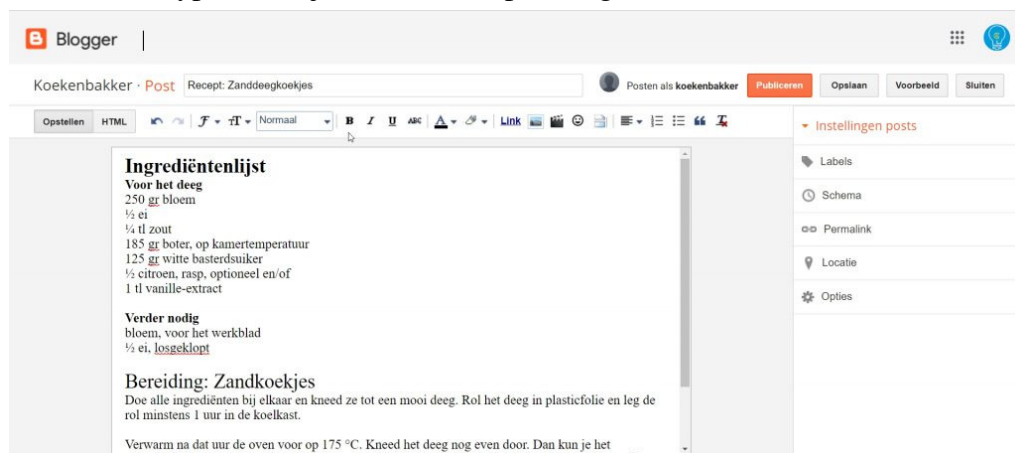 Blogger
Koekenbakker · Post Recept: Zanddeegkoekjes Posten als koekenbakker Publiceren Opslaan Voorbeeld Sluiten
Opstellen HTML Normaal B I U ABC A Link
Instellingen posts
Labels
Schema
Permalink
Locatie
Opties
Ingrediëntenlijst
Voor het deeg
250 gr bloem
½ ei
¼ tl zout
185 gr boter, op kamertemperatuur
125 gr witte basterdsuiker
½ citroen, rasp, optioneel en/of
1 tl vanille-extract
Verder nodig
bloem, voor het werkblad
½ ei, losgeklopt
Bereiding: Zandkoekjes
Doe alle ingrediënten bij elkaar en kneed ze tot een mooi deeg. Rol het deeg in plasticfolie en leg de
rol minstens 1 uur in de koelkast.
Verwarm na dat uur de oven voor op 175 °C. Kneed het deeg nog even door. Dan kun je het